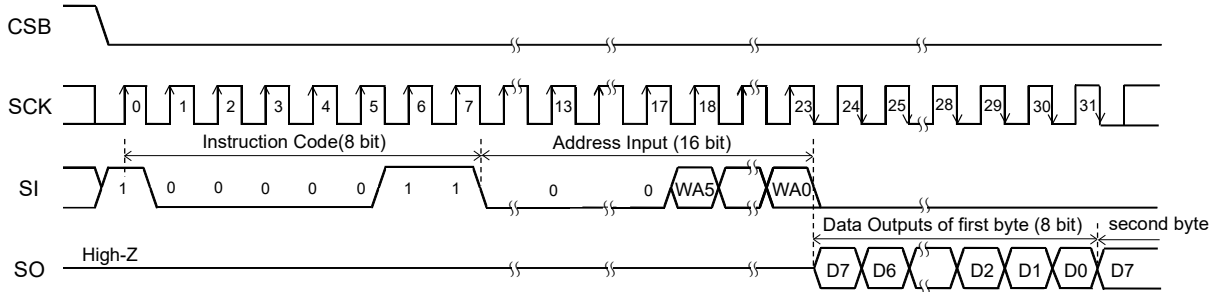 CSB
SCK 0 1 2 3 4 5 6 7 13 17 18 23 24 25 28 29 30 31
Instruction Code(8 bit) Address Input (16 bit)
SI 1 0 0 0 0 0 1 1 0 0 WA5 WA0
Data Outputs of first byte (8 bit) second byte
High-Z
SO D7 D6 D2 D1 D0 D7